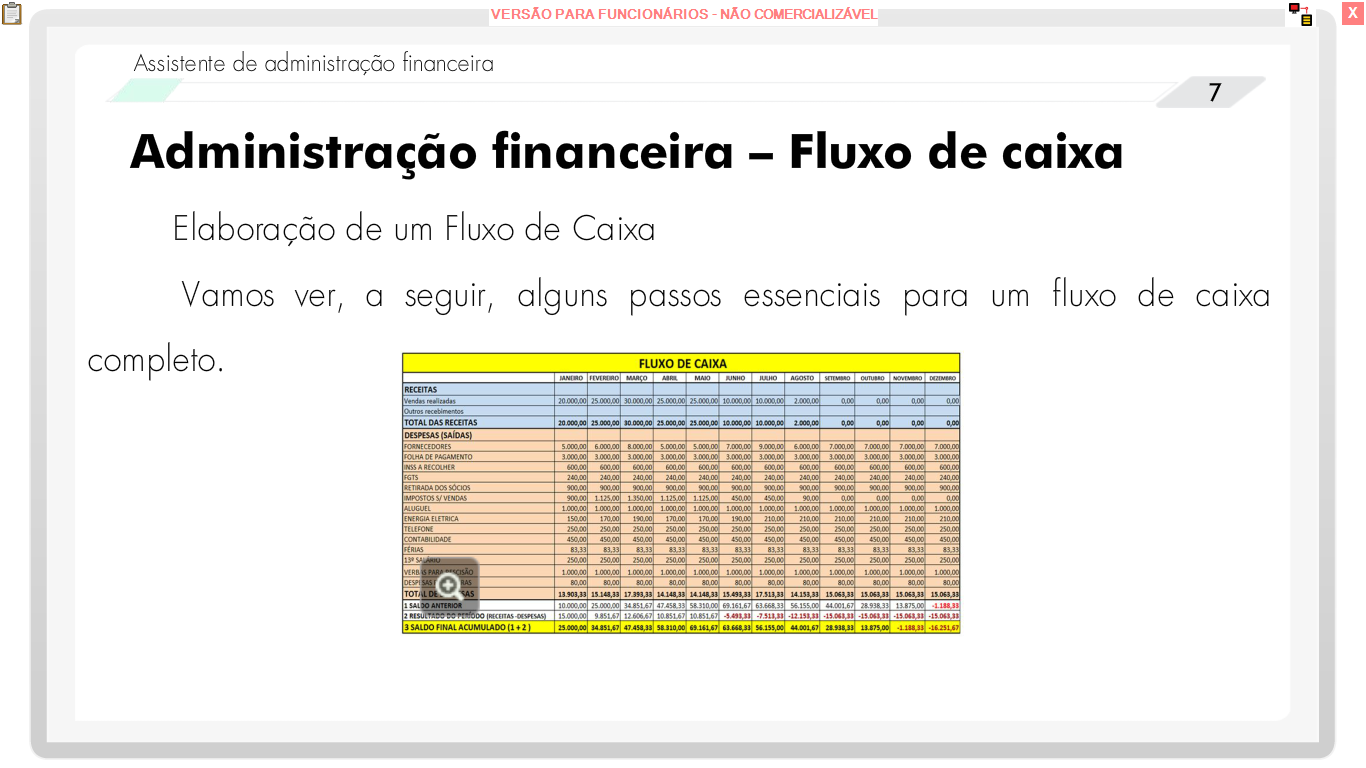 VERSÃO PARA FUNCIONÁRIOS - NÃO COMERCIALIZÁVEL
X
Assistente de administração financeira
7
Administração financeira – Fluxo de caixa
Elaboração de um Fluxo de Caixa
Vamos ver, a seguir, alguns passos essenciais para um fluxo de caixa
completo.
FLUXO DE CAIXA
JANEIRO FEVEREIRO MARÇO ABRIL MAIO JUNHO JULHO AGOSTO SETEMBRO OUTUBRO NOVEMBRO DEZEMBRO
RECEITAS
Vendas realizadas 20.000,00 25.000,00 30.000,00 25.000,00 25.000,00 10.000,00 10.000,00 2.000,00 0,00 0,00 0,00 0,00
Outros recebimentos
TOTAL DAS RECEITAS 20.000,00 25.000,00 30.000,00 25.000,00 25.000,00 10.000,00 10.000,00 2.000,00 0,00 0,00 0,00 0,00
DESPESAS (SAÍDAS)
FORNECEDORES 5.000,00 6.000,00 8.000,00 5.000,00 5.000,00 7.000,00 9.000,00 6.000,00 7.000,00 7.000,00 7.000,00 7.000,00
FOLHA DE PAGAMENTO 3.000,00 3.000,00 3.000,00 3.000,00 3.000,00 3.000,00 3.000,00 3.000,00 3.000,00 3.000,00 3.000,00 3.000,00
INSS A RECOLHER 600,00 600,00 600,00 600,00 600,00 600,00 600,00 600,00 600,00 600,00 600,00 600,00
FGTS 240,00 240,00 240,00 240,00 240,00 240,00 240,00 240,00 240,00 240,00 240,00 240,00
RETIRADA DOS SÓCIOS 900,00 900,00 900,00 900,00 900,00 900,00 900,00 900,00 900,00 900,00 900,00 900,00
IMPOSTOS S/ VENDAS 900,00 1.125,00 1.350,00 1.125,00 1.125,00 450,00 450,00 90,00 0,00 0,00 0,00 0,00
ALUGUEL 1.000,00 1.000,00 1.000,00 1.000,00 1.000,00 1.000,00 1.000,00 1.000,00 1.000,00 1.000,00 1.000,00 1.000,00
ENERGIA ELETRICA 150,00 170,00 190,00 170,00 170,00 190,00 210,00 210,00 210,00 210,00 210,00 210,00
TELEFONE 250,00 250,00 250,00 250,00 250,00 250,00 250,00 250,00 250,00 250,00 250,00 250,00
CONTABILIDADE 450,00 450,00 450,00 450,00 450,00 450,00 450,00 450,00 450,00 450,00 450,00 450,00
FÉRIAS 83,33 83,33 83,33 83,33 83,33 83,33 83,33 83,33 83,33 83,33 83,33 83,33
13º SALÁRIO 250,00 250,00 250,00 250,00 250,00 250,00 250,00 250,00 250,00 250,00 250,00 250,00
VERBAS PARA RESCISÃO 1.000,00 1.000,00 1.000,00 1.000,00 1.000,00 1.000,00 1.000,00 1.000,00 1.000,00 1.000,00 1.000,00 1.000,00
80,00 80,00 80,00 80,00 80,00 80,00 80,00 80,00 80,00 80,00 80,00 80,00
TOTAL DESPESAS 13.903,33 15.148,33 17.393,33 14.148,33 14.148,33 15.493,33 17.513,33 14.153,33 15.063,33 15.063,33 15.063,33 15.063,33
1 SALDO ANTERIOR 10.000,00 25.000,00 34.851,67 47.458,33 58.310,00 69.161,67 63.668,33 56.155,00 44.001,67 28.938,33 13.875,00 -1.188,33
2 RESULTADO DO PERÍODO (RECEITAS -DESPESAS) 15.000,00 9.851,67 12.606,67 10.851,67 10.851,67 -5.493,33 -7.513,33 -12.153,33 -15.063,33 -15.063,33 -15.063,33 -15.063,33
3 SALDO FINAL ACUMULADO (1 + 2 ) 25.000,00 34.851,67 47.458,33 58.310,00 69.161,67 63.668,33 56.155,00 44.001,67 28.938,33 13.875,00 -1.188,33 -16.251,67